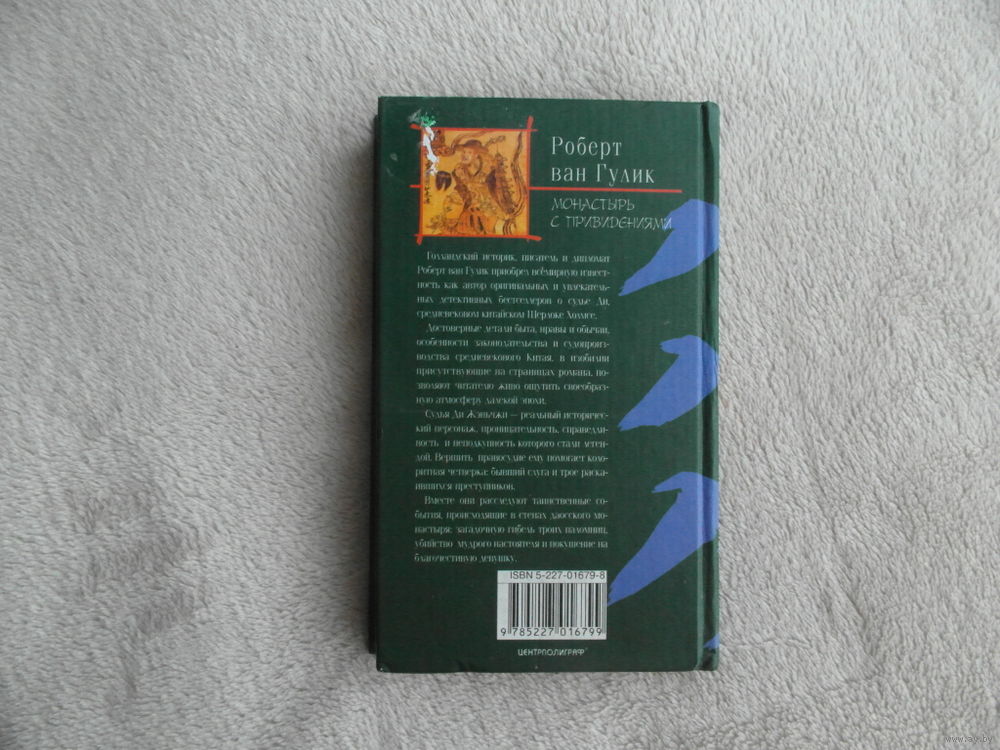 Роберт
ван Гулик
МОНАСТЫРЬ
С ПРИВИДЕНИЯМИ
Голландский историк, писатель и дипломат
Роберт ван Гулик приобрел всемирную извест-
ность как автор оригинальных и увлекатель-
ных детективных бестселлеров о судье Ди,
средневековом китайском Шерлоке Холмсе.
Достоверные детали быта, нравы и обычаи,
особенности законодательства и судопроиз-
водства средневекового Китая, в изобилии
присутствующие на страницах романа, по-
зволяют читателю живо ощутить своеобраз-
ную атмосферу далекой эпохи.
Судья Ди Жэньчжи — реальный историчес-
кий персонаж, проницательность, справедли-
вость и неподкупность которого стали леген-
дой. Вершить правосудие ему помогает коло-
ритная четверка: бывший слуга и трое раска-
явшихся преступников.
Вместе они расследуют таинственные со-
бытия, происходящие в стенах даосского мо-
настыря: загадочную гибель троих паломниц,
убийство мудрого настоятеля и покушение на
благочестивую девушку.
ISBN 5-227-01679-8
9 785227 016799
ЦЕНТРПОЛИГРАФ
www.ay.by